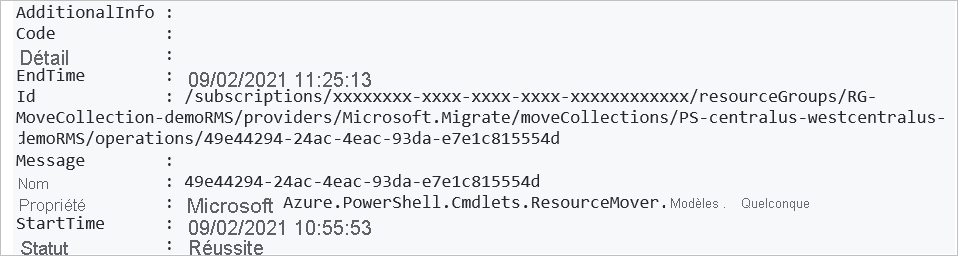 AdditionalInfo :
Code :
Détail :
EndTime : 09/02/2021 11:25:13
Id : /subscriptions/xxxxxxxx-xxxx-xxxx-xxxx-xxxxxxxxxxxx/resourceGroups/RG-
MoveCollection-demoRMS/providers/Microsoft.Migrate/moveCollections/PS-centralus-westcentralus-
demoRMS/operations/49e44294-24ac-4eac-93da-e7e1c815554d
Message :
Nom : 49e44294-24ac-4eac-93da-e7e1c815554d
Propriété : Microsoft Azure.PowerShell.Cmdlets.ResourceMover. Modèles . Quelconque
StartTime : 09/02/2021 10:55:53
Statut : Réussite